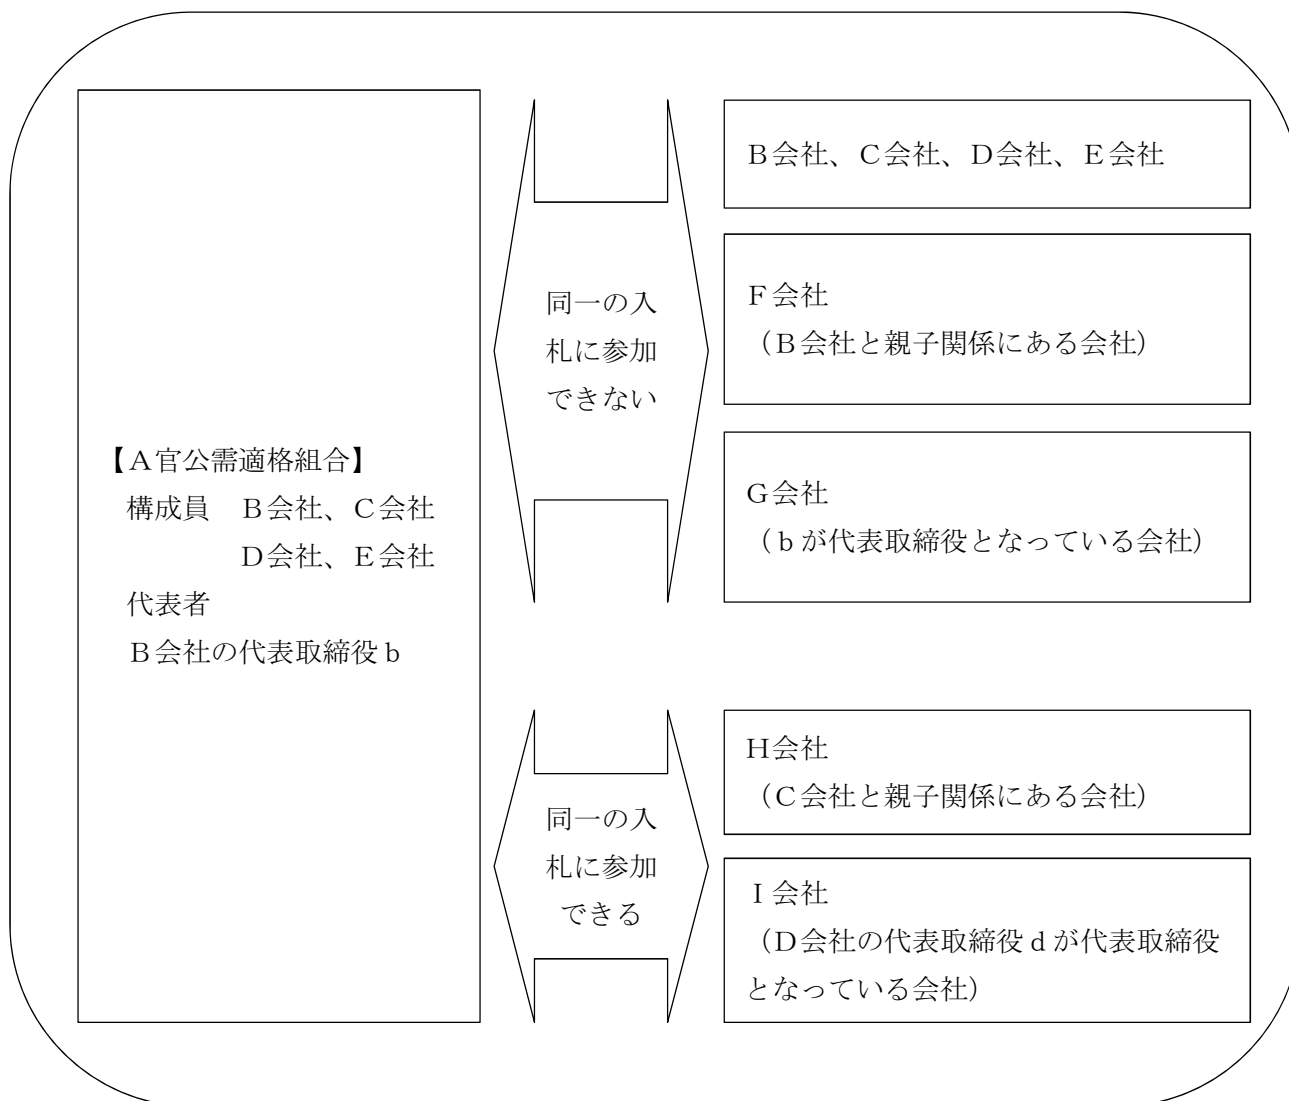 【Ａ官公需適格組合】
構成員　Ｂ会社、Ｃ会社
Ｄ会社、Ｅ会社
代表者
Ｂ会社の代表取締役ｂ
同一の入
札に参加
できない
Ｂ会社、Ｃ会社、Ｄ会社、Ｅ会社
Ｆ会社
（Ｂ会社と親子関係にある会社）
Ｇ会社
（ｂが代表取締役となっている会社）
同一の入
札に参加
できる
Ｈ会社
（Ｃ会社と親子関係にある会社）
Ｉ会社
（Ｄ会社の代表取締役ｄが代表取締役
となっている会社）